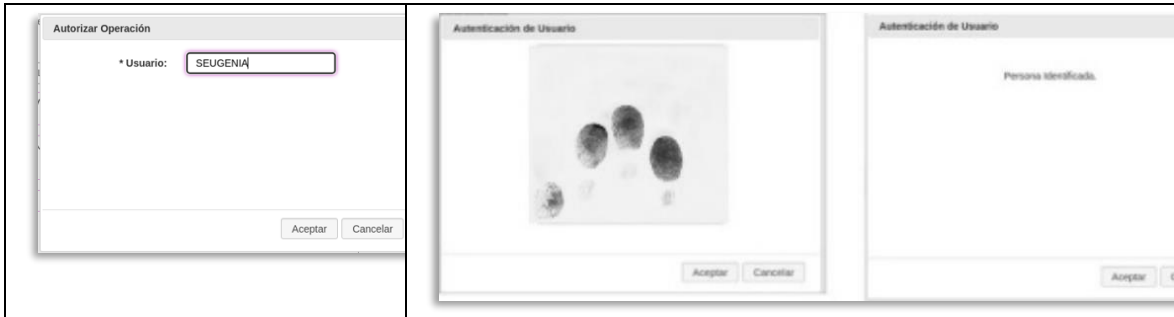 Autorizar Operación
* Usuario: SEUGENIA
Aceptar Cancelar
Autenticación de Usuario
Aceptar Cancelar
Autenticación de Usuario
Persona Identificada.
Aceptar